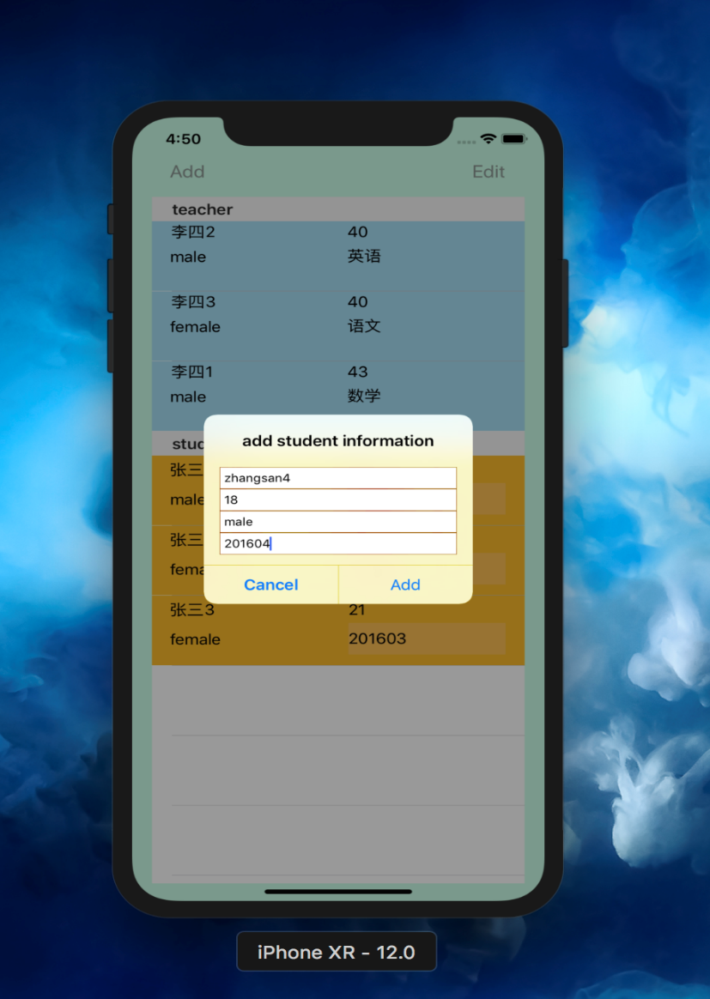 4:50
Add Edit
teacher
李四2 40
male 英语
李四3 40
female 语文
李四1 43
male 数学
add student information
zhangsan4
18
male
201604
Cancel Add
张三
male
张三
张三3 21
female 201603
iPhone XR - 12.0